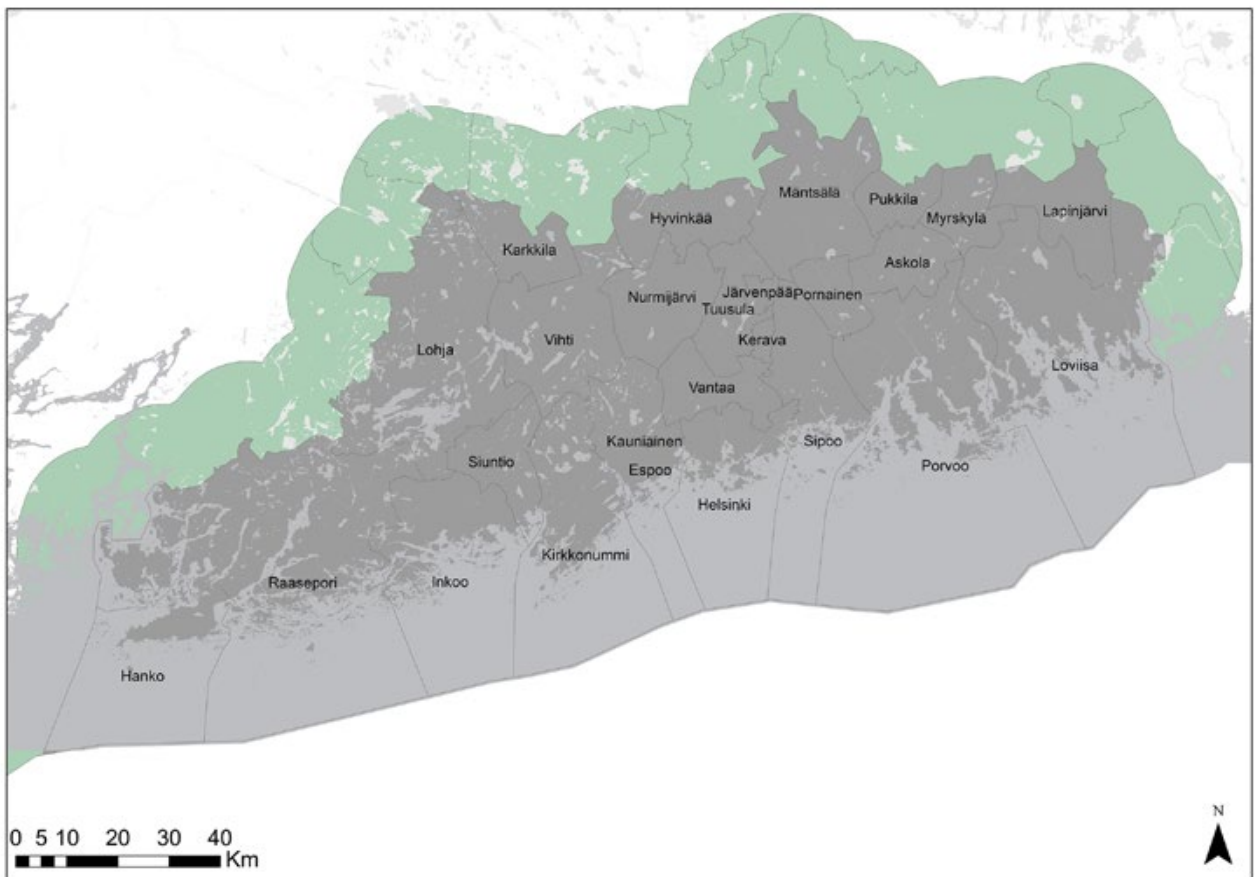 Mäntsälä
Pukkila
Hyvinkää
Myrskylä
Lapinjärvi
Karkkila
Askola
Nurmijärvi
Järvenpää
Pornainen
Tuusula
Lohja
Vihti
Kerava
Loviisa
Vantaa
Kauniainen
Sipoo
Siuntio
Espoo
Porvoo
Helsinki
Kirkkonummi
Raasepori
Inkoo
Hanko
N
0 5 10 20 30 40
Km